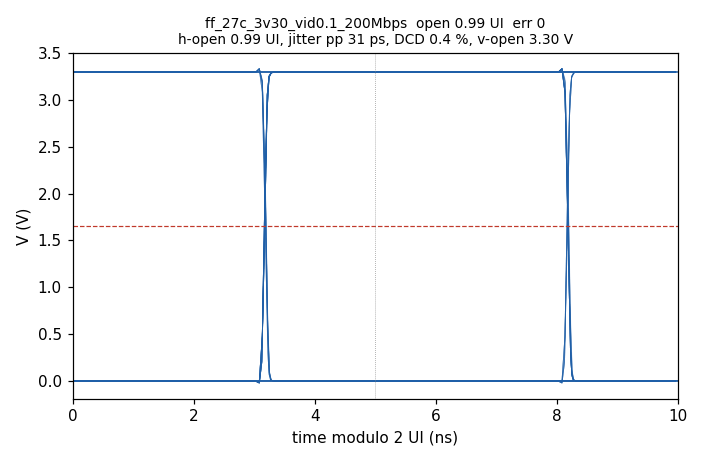 ff_27c_3v30_vid0.1_200Mbps  open 0.99 UI  err 0
h-open 0.99 UI, jitter pp 31 ps, DCD 0.4 %, v-open 3.30 V
3.5
3.0
2.5
2.0
1.5
1.0
0.5
0.0
V (V)
0 2 4 6 8 10
time modulo 2 UI (ns)